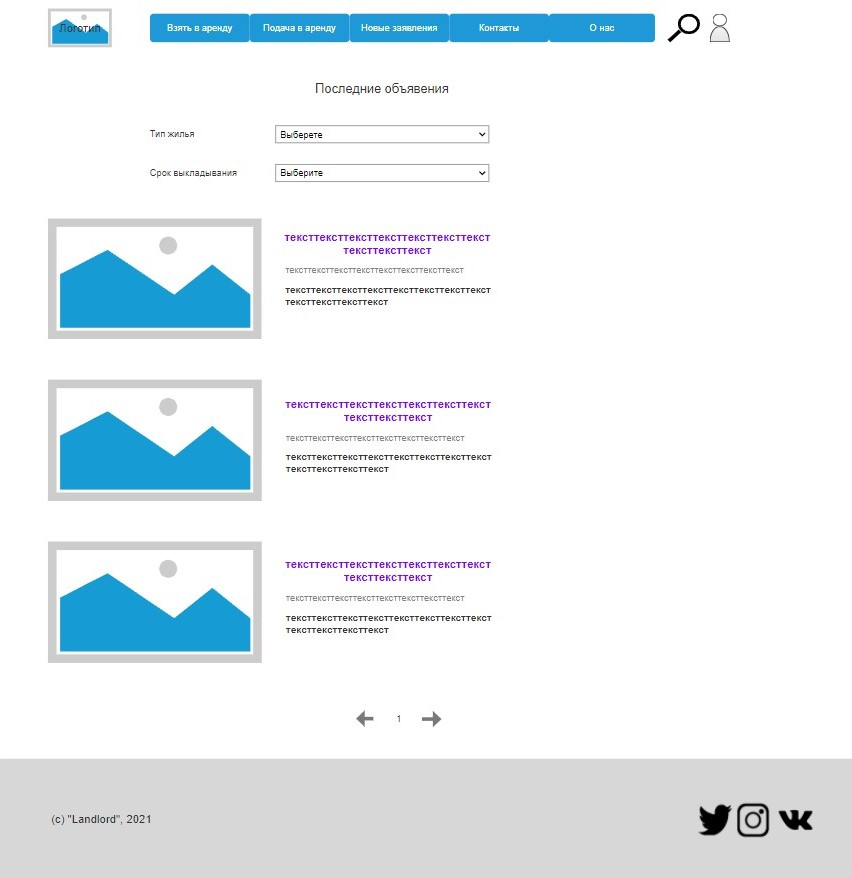 Логотип
Взять в аренду
Подача в аренду
Новые заявления
Контакты
О нас
Последние объявения
Тип жилья
Выберете
Срок выкладывания
Выберите
тексттексттексттексттексттексттекст
тексттексттекст
тексттексттексттексттексттексттекст
тексттексттексттексттексттексттекст
тексттексттексттекст
тексттексттексттексттексттексттекст
тексттексттекст
тексттексттексттексттексттексттекст
тексттексттексттексттексттексттекст
тексттексттексттекст
тексттексттексттексттексттексттекст
тексттексттекст
тексттексттексттексттексттексттекст
тексттексттексттексттексттексттекст
тексттексттексттекст
1
(с) "Landlord", 2021